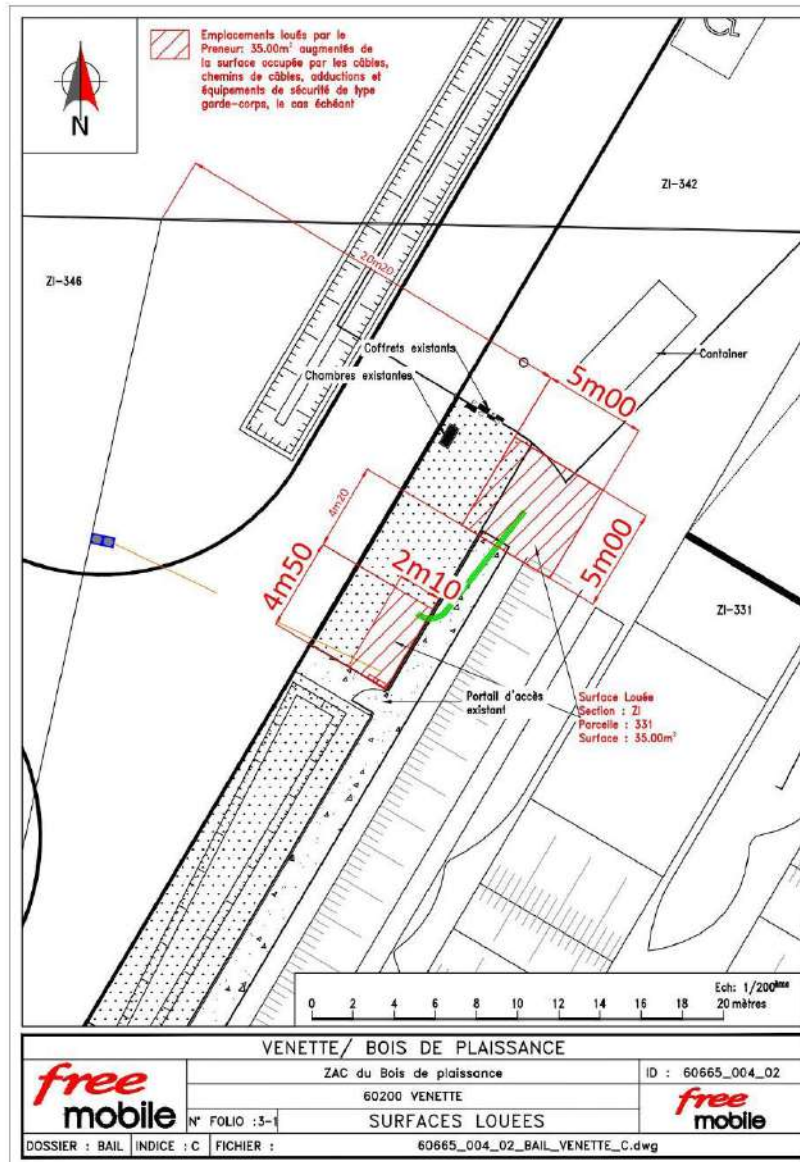 Emplacements loués par le
Preneur: 35.00m² augmentés de
la surface occupée par les câbles,
chemins de câbles, adductions et
équipements de sécurité de type
garde-corps, le cas échéant
N
ZI-342
ZI-346
20m20
Coffrets existants
Chambres existantes
Container
5m00
4m20
4m50
2m10
5m00
ZI-331
Portail d'accès
existant
Surface Louée
Section : ZI
Parcelle : 331
Surface : 35.00m²
Ech: 1/200ème
0 2 4 6 8 10 12 14 16 18 20 mètres
VENETTE/ BOIS DE PLAISSANCE
free
mobile
ZAC du Bois de plaissance
ID : 60665_004_02
60200 VENETTE
free
mobile
N° FOLIO :3-1
SURFACES LOUEES
DOSSIER : BAIL
INDICE : C
FICHIER :
60665_004_02_BAIL_VENETTE_C.dwg